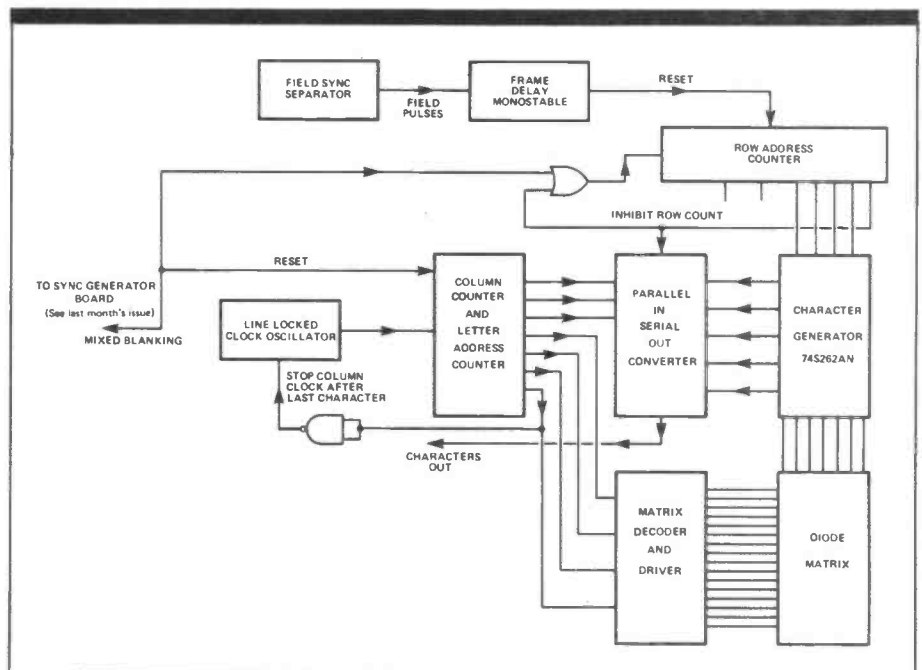 FIELD SYNC
SEPARATOR
FIELD
PULSES
FRAME
DELAY
MONOSTABLE
RESET
ROW ADDRESS
COUNTER
INHIBIT ROW COUNT
RESET
TO SYNC GENERATOR
BOARD
(See last month's issue)
MIXED BLANKING
LINE LOCKED
CLOCK OSCILLATOR
COLUMN
COUNTER
AND
LETTER
ADDRESS
COUNTER
PARALLEL
IN
SERIAL
OUT
CONVERTER
CHARACTER
GENERATOR
74S262AN
STOP COLUMN
CLOCK AFTER
LAST CHARACTER
CHARACTERS
OUT
MATRIX
DECODER
AND
DRIVER
DIODE
MATRIX